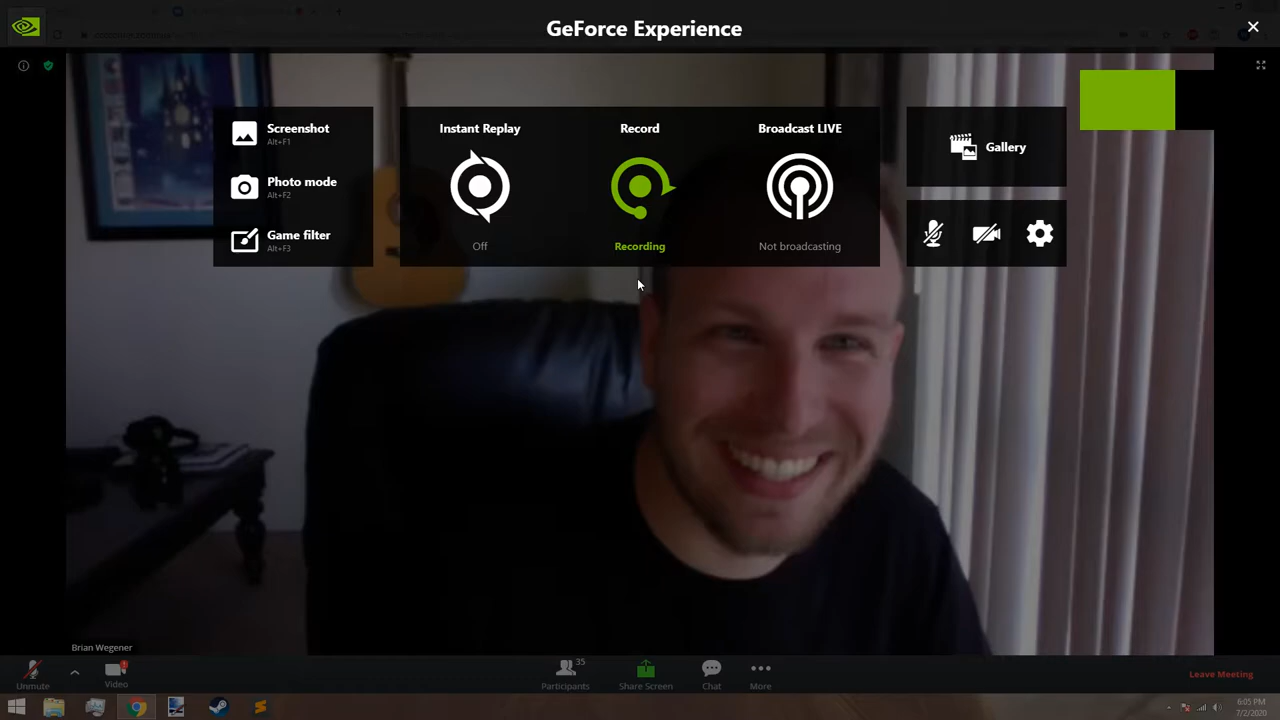 GeForce Experience
Screenshot
Alt+F1
Photo mode
Alt+F2
Game filter
Alt+F3
Instant Replay
Off
Record
Recording
Broadcast LIVE
Not broadcasting
Gallery
Brian Wegener
Unmute
Video
35
Participants
Share Screen
Chat
More
Leave Meeting
6:05 PM
7/2/2020